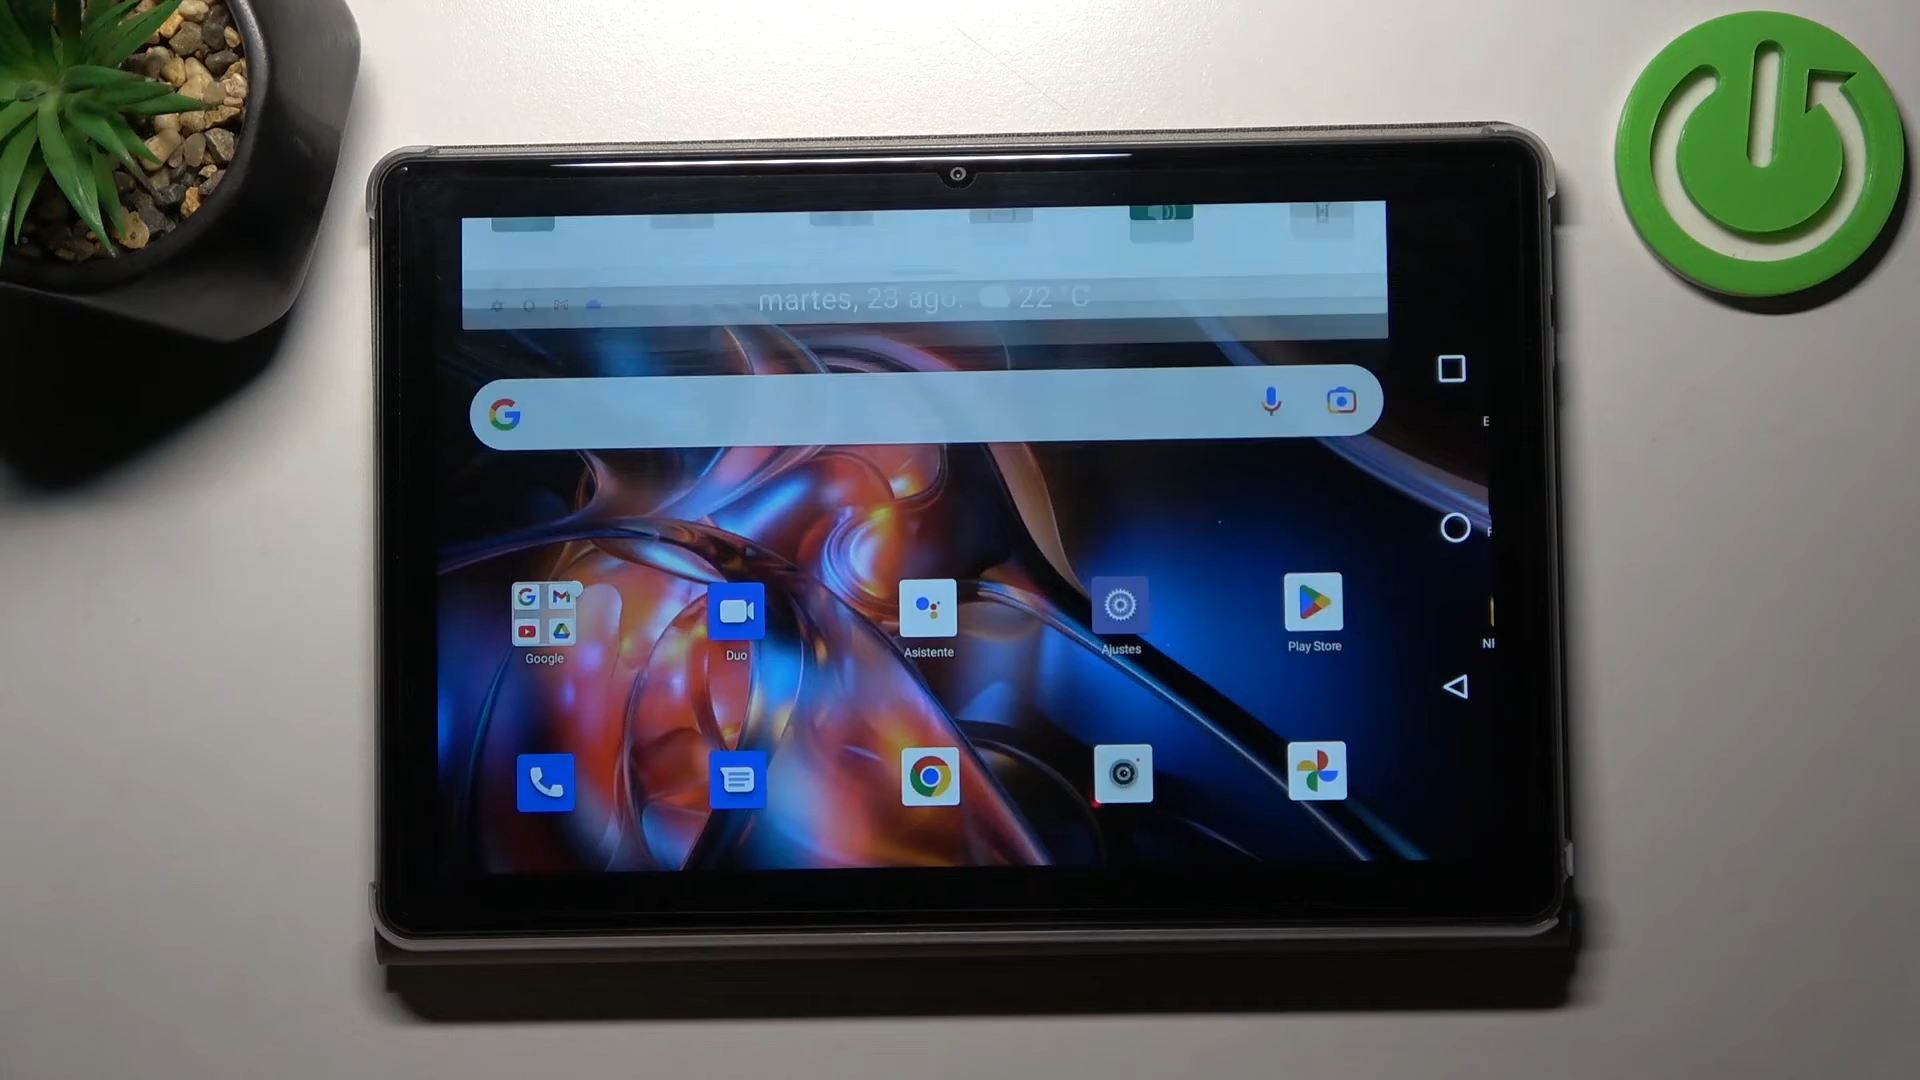 martes, 23 ago. 22 °C
Google
Duo
Asistente
Ajustes
Play Store